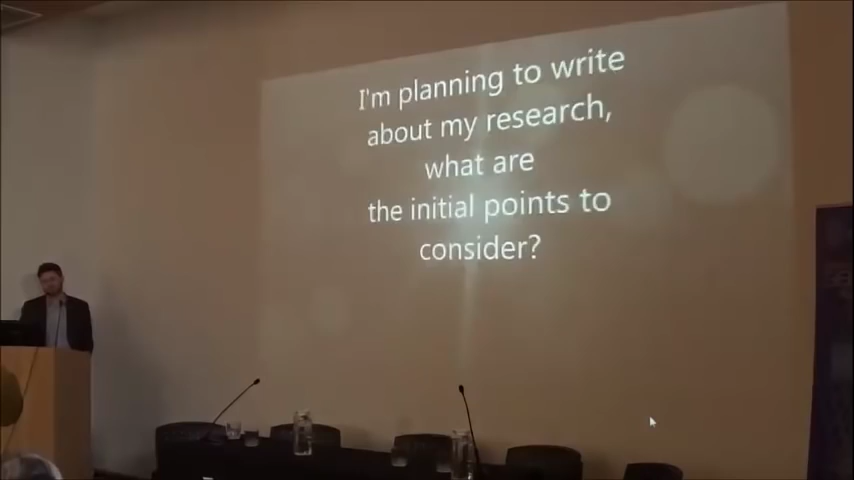 I'm planning to write
about my research,
what are
the initial points to
consider?